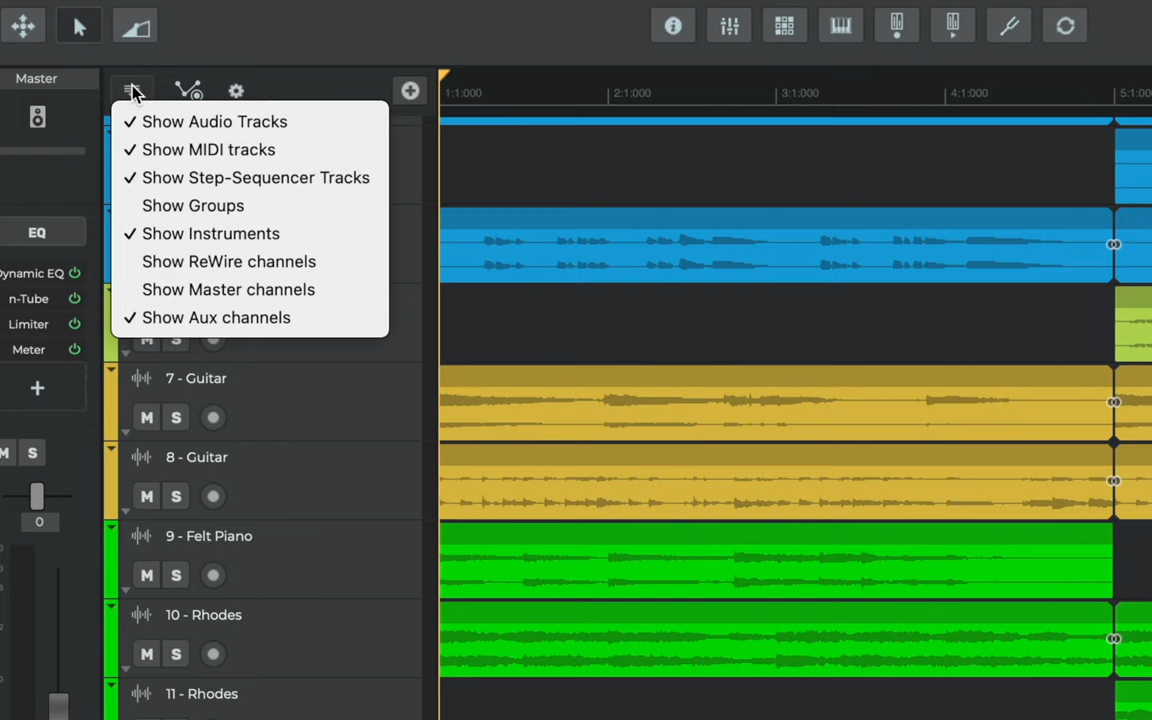 Master
1:1:000
2:1:000
3:1:000
4:1:000
5:1:00
Show Audio Tracks
Show MIDI tracks
Show Step-Sequencer Tracks
Show Groups
Show Instruments
Show ReWire channels
Show Master channels
Show Aux channels
EQ
Dynamic EQ
n-Tube
Limiter
Meter
M S
7 - Guitar
M S
8 - Guitar
M S
M S
0
9 - Felt Piano
M S
10 - Rhodes
M S
11 - Rhodes